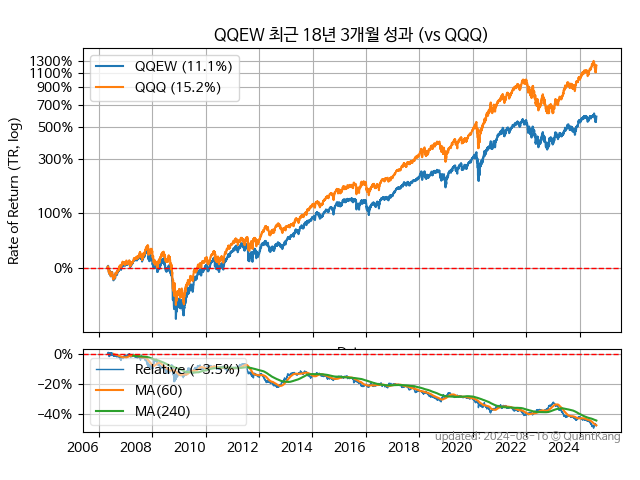 QQEW 최근 18년 3개월 성과 (vs QQQ)
Rate of Return (TR, log)
1300%
1100%
900%
700%
500%
300%
100%
0%
QQEW (11.1%)
QQQ (15.2%)
0%
−20%
−40%
Relative (−3.5%)
MA(60)
MA(240)
2006 2008 2010 2012 2014 2016 2018 2020 2022 2024
updated: 2024-08-16 © QuantKang